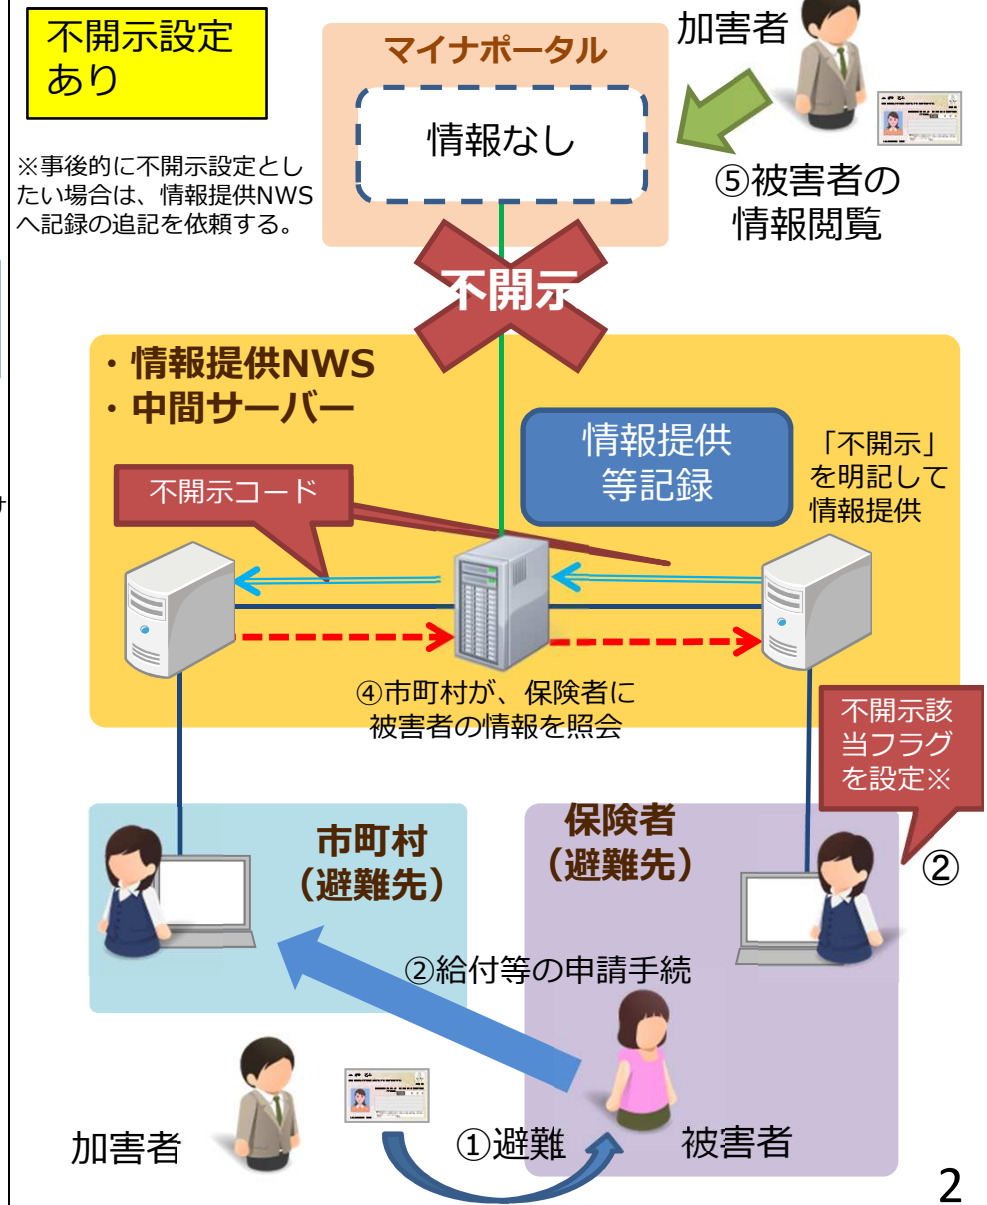 不開示設定
あり
※事後的に不開示設定とし
たい場合は、情報提供NWS
へ記録の追記を依頼する。
マイナポータル
情報なし
加害者
⑤被害者の
情報閲覧
不開示
・情報提供NWS
・中間サーバー
情報提供
等記録
「不開示」
を明記して
情報提供
不開示コード
④市町村が、保険者に
被害者の情報を照会
不開示該
当フラグ
を設定※
②
市町村
（避難先）
保険者
（避難先）
②給付等の申請手続
加害者
①避難
被害者
2